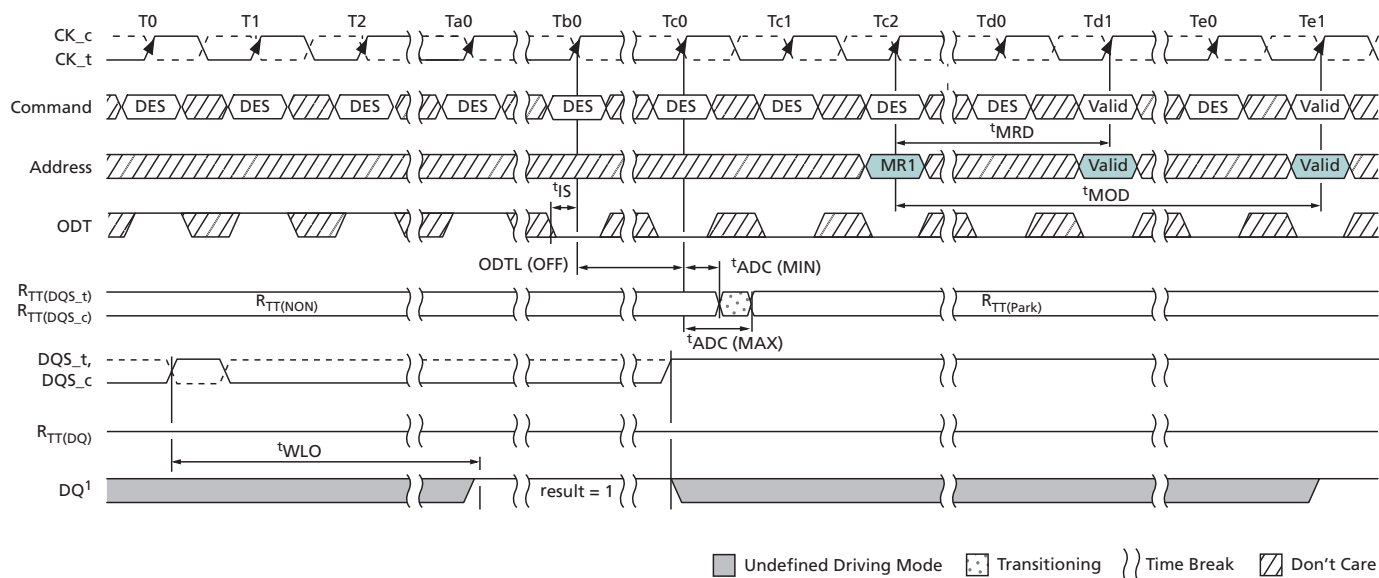 T0 T1 T2 Ta0 Tb0 Tc0 Tc1 Tc2 Td0 Td1 Te0 Te1
CK_c
CK_t
Command DES DES DES DES DES DES DES DES DES Valid DES Valid
tMRD
Address MR1 Valid Valid
tIS
tMOD
ODT
ODTL (OFF) tADC (MIN)
RTT(DQS_t)
RTT(NON) RTT(Park)
RTT(DQS_c)
tADC (MAX)
DQS_t,
DQS_c
RTT(DQ)
tWLO
DQ1 result = 1
Undefined Driving Mode Transitioning Time Break Don't Care